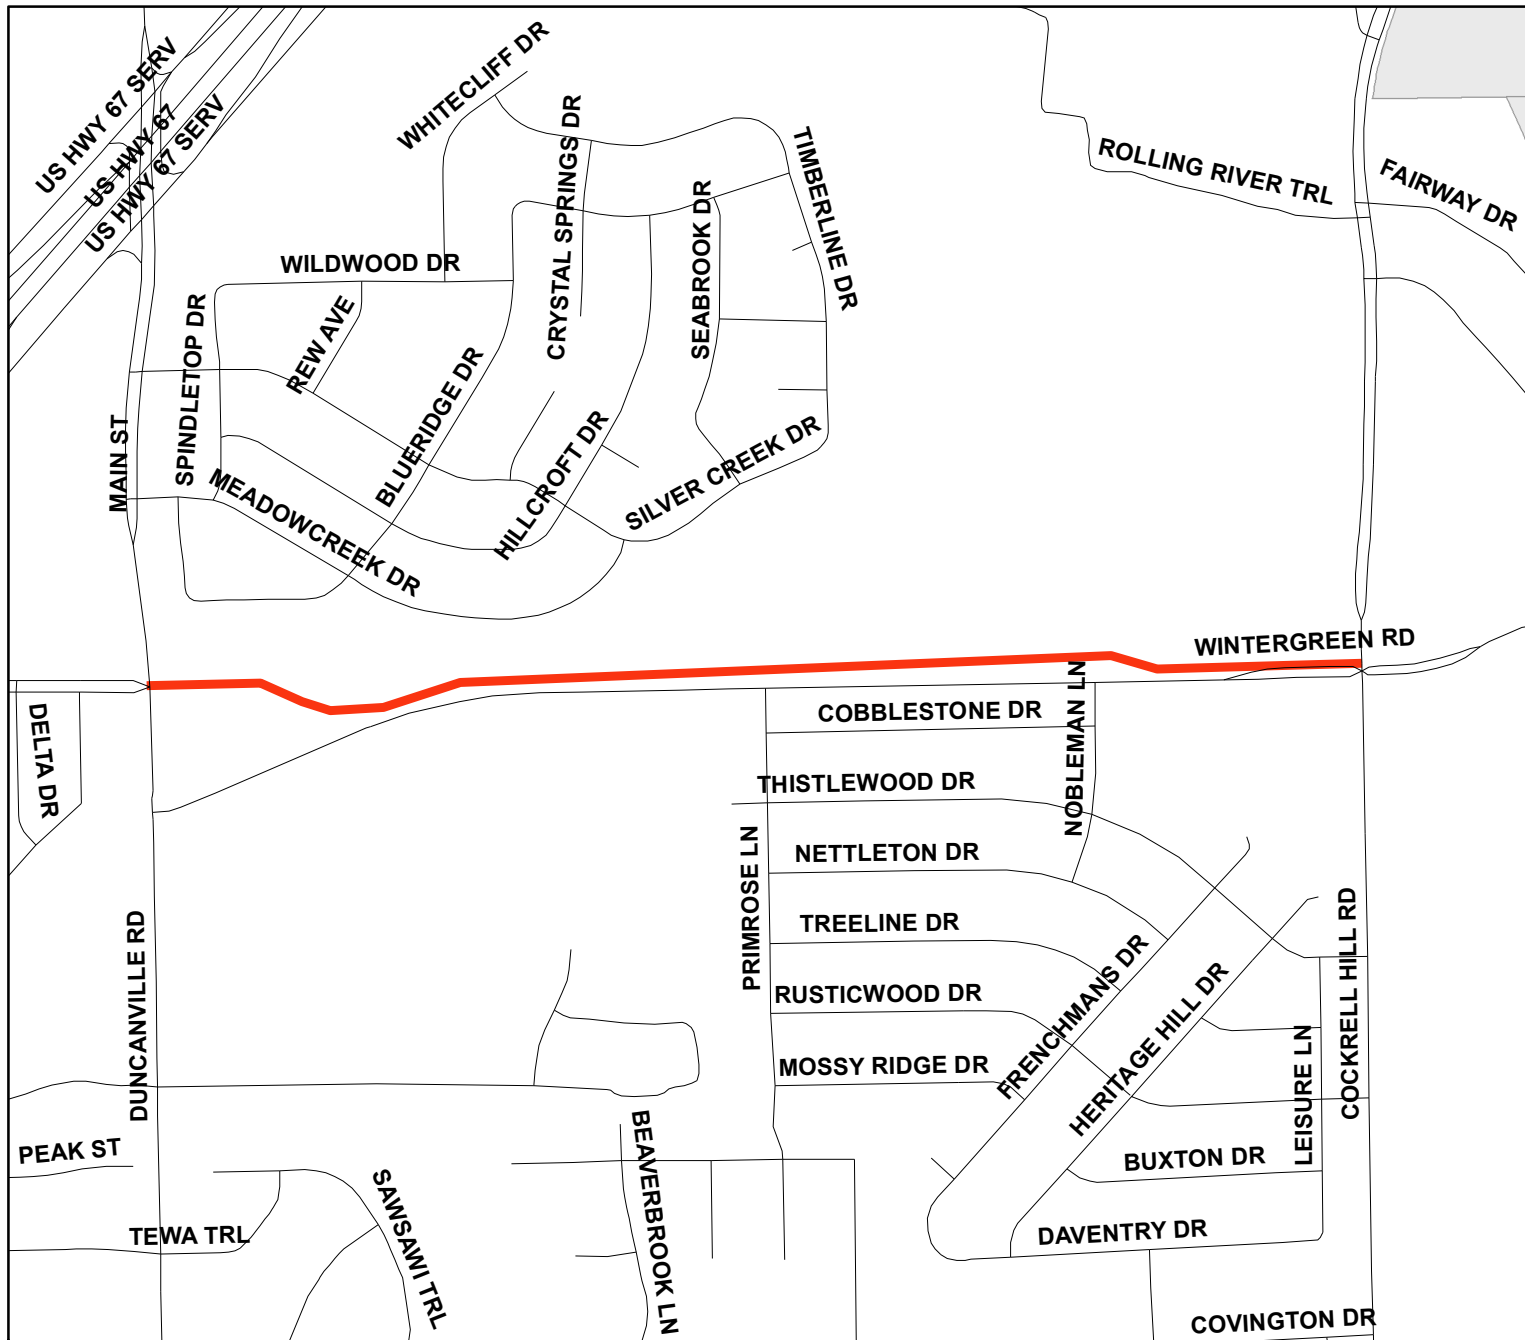 WHITECLIFF DR
US HWY 67 SERV
US HWY 67
US HWY 67 SERV
CRYSTAL SPRINGS DR
TIMBERLINE DR
ROLLING RIVER TRL
FAIRWAY DR
SEABROOK DR
WILDWOOD DR
SPINDLETOP DR
REW AVE
BLUERIDGE DR
HILLCROFT DR
SILVER CREEK DR
MAIN ST
MEADOWCREEK DR
WINTERGREEN RD
DELTA DR
COBBLESTONE DR
NOBLEMAN LN
THISTLEWOOD DR
PRIMROSE LN
NETTLETON DR
TREELINE DR
DUNCANVILLE RD
RUSTICWOOD DR
FRENCHMANS DR
HERITAGE HILL DR
COCKRELL HILL RD
LEISURE LN
MOSSY RIDGE DR
PEAK ST
BEAVERBROOK LN
BUXTON DR
SAWSAWI TRL
TEWA TRL
DAVENTRY DR
COVINGTON DR